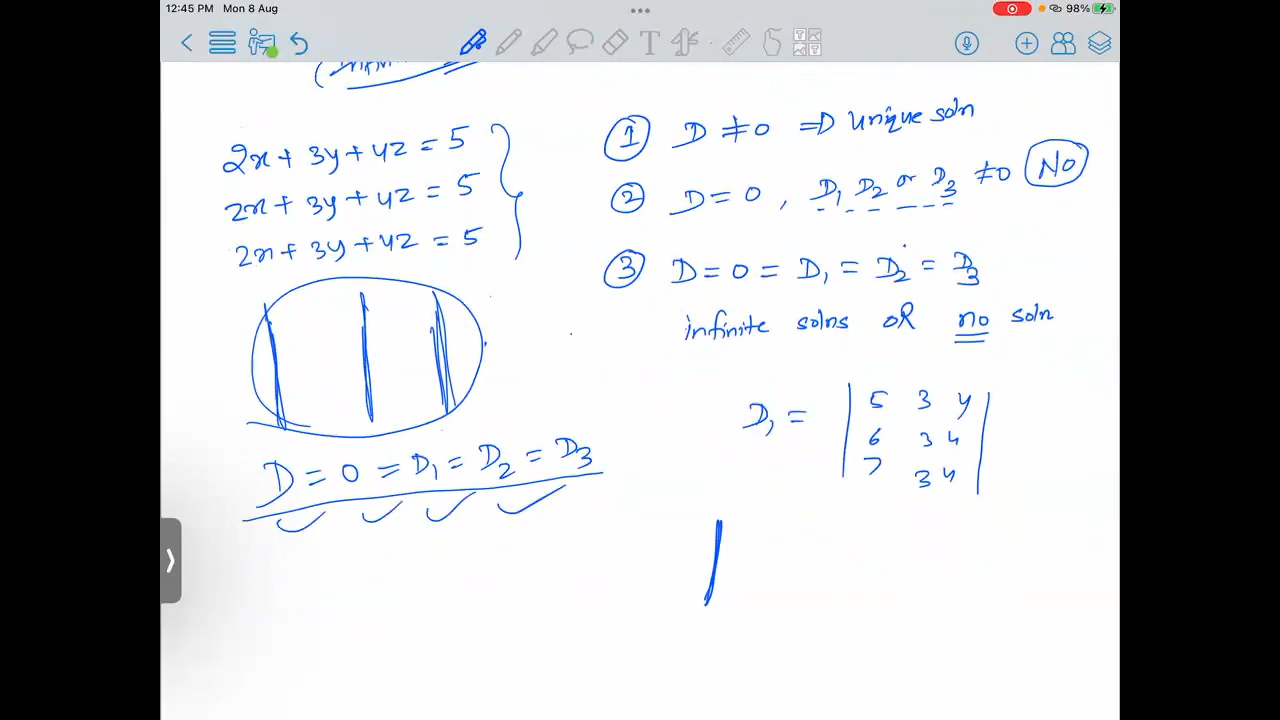 12:45 PM Mon 8 Aug
98%
T
2x + 3y + 4z = 5
2x + 3y + 4z = 5
2x + 3y + 4z = 5
D = 0 = D₁ = D₂ = D₃
① D ≠ 0 ⇒ unique soln
② D = 0 , D₁ D₂ or D₃ ≠ 0 No
③ D = 0 = D₁ = D₂ = D₃
infinite solns OR no soln
D₁ = | 5 3 4 |
6 3 4
7 3 4